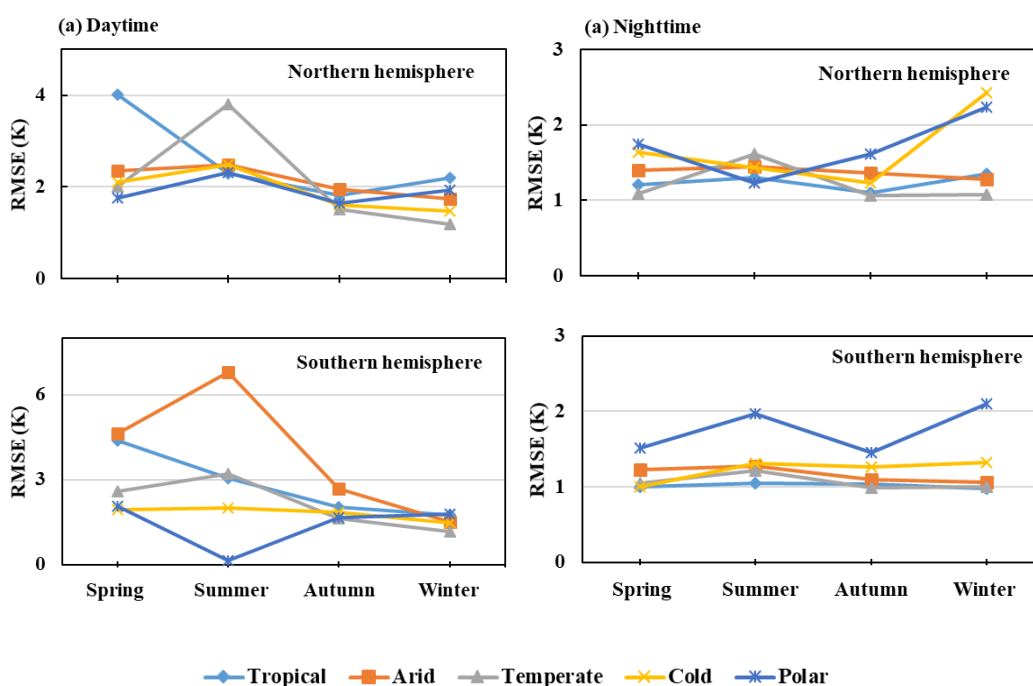 (a) Daytime
(a) Nighttime
RMSE (K)
4
2
0
Northern hemisphere
RMSE (K)
3
2
1
0
Northern hemisphere
RMSE (K)
6
3
0
Southern hemisphere
Spring Summer Autumn Winter
RMSE (K)
3
2
1
0
Southern hemisphere
Spring Summer Autumn Winter
Tropical Arid Temperate Cold Polar